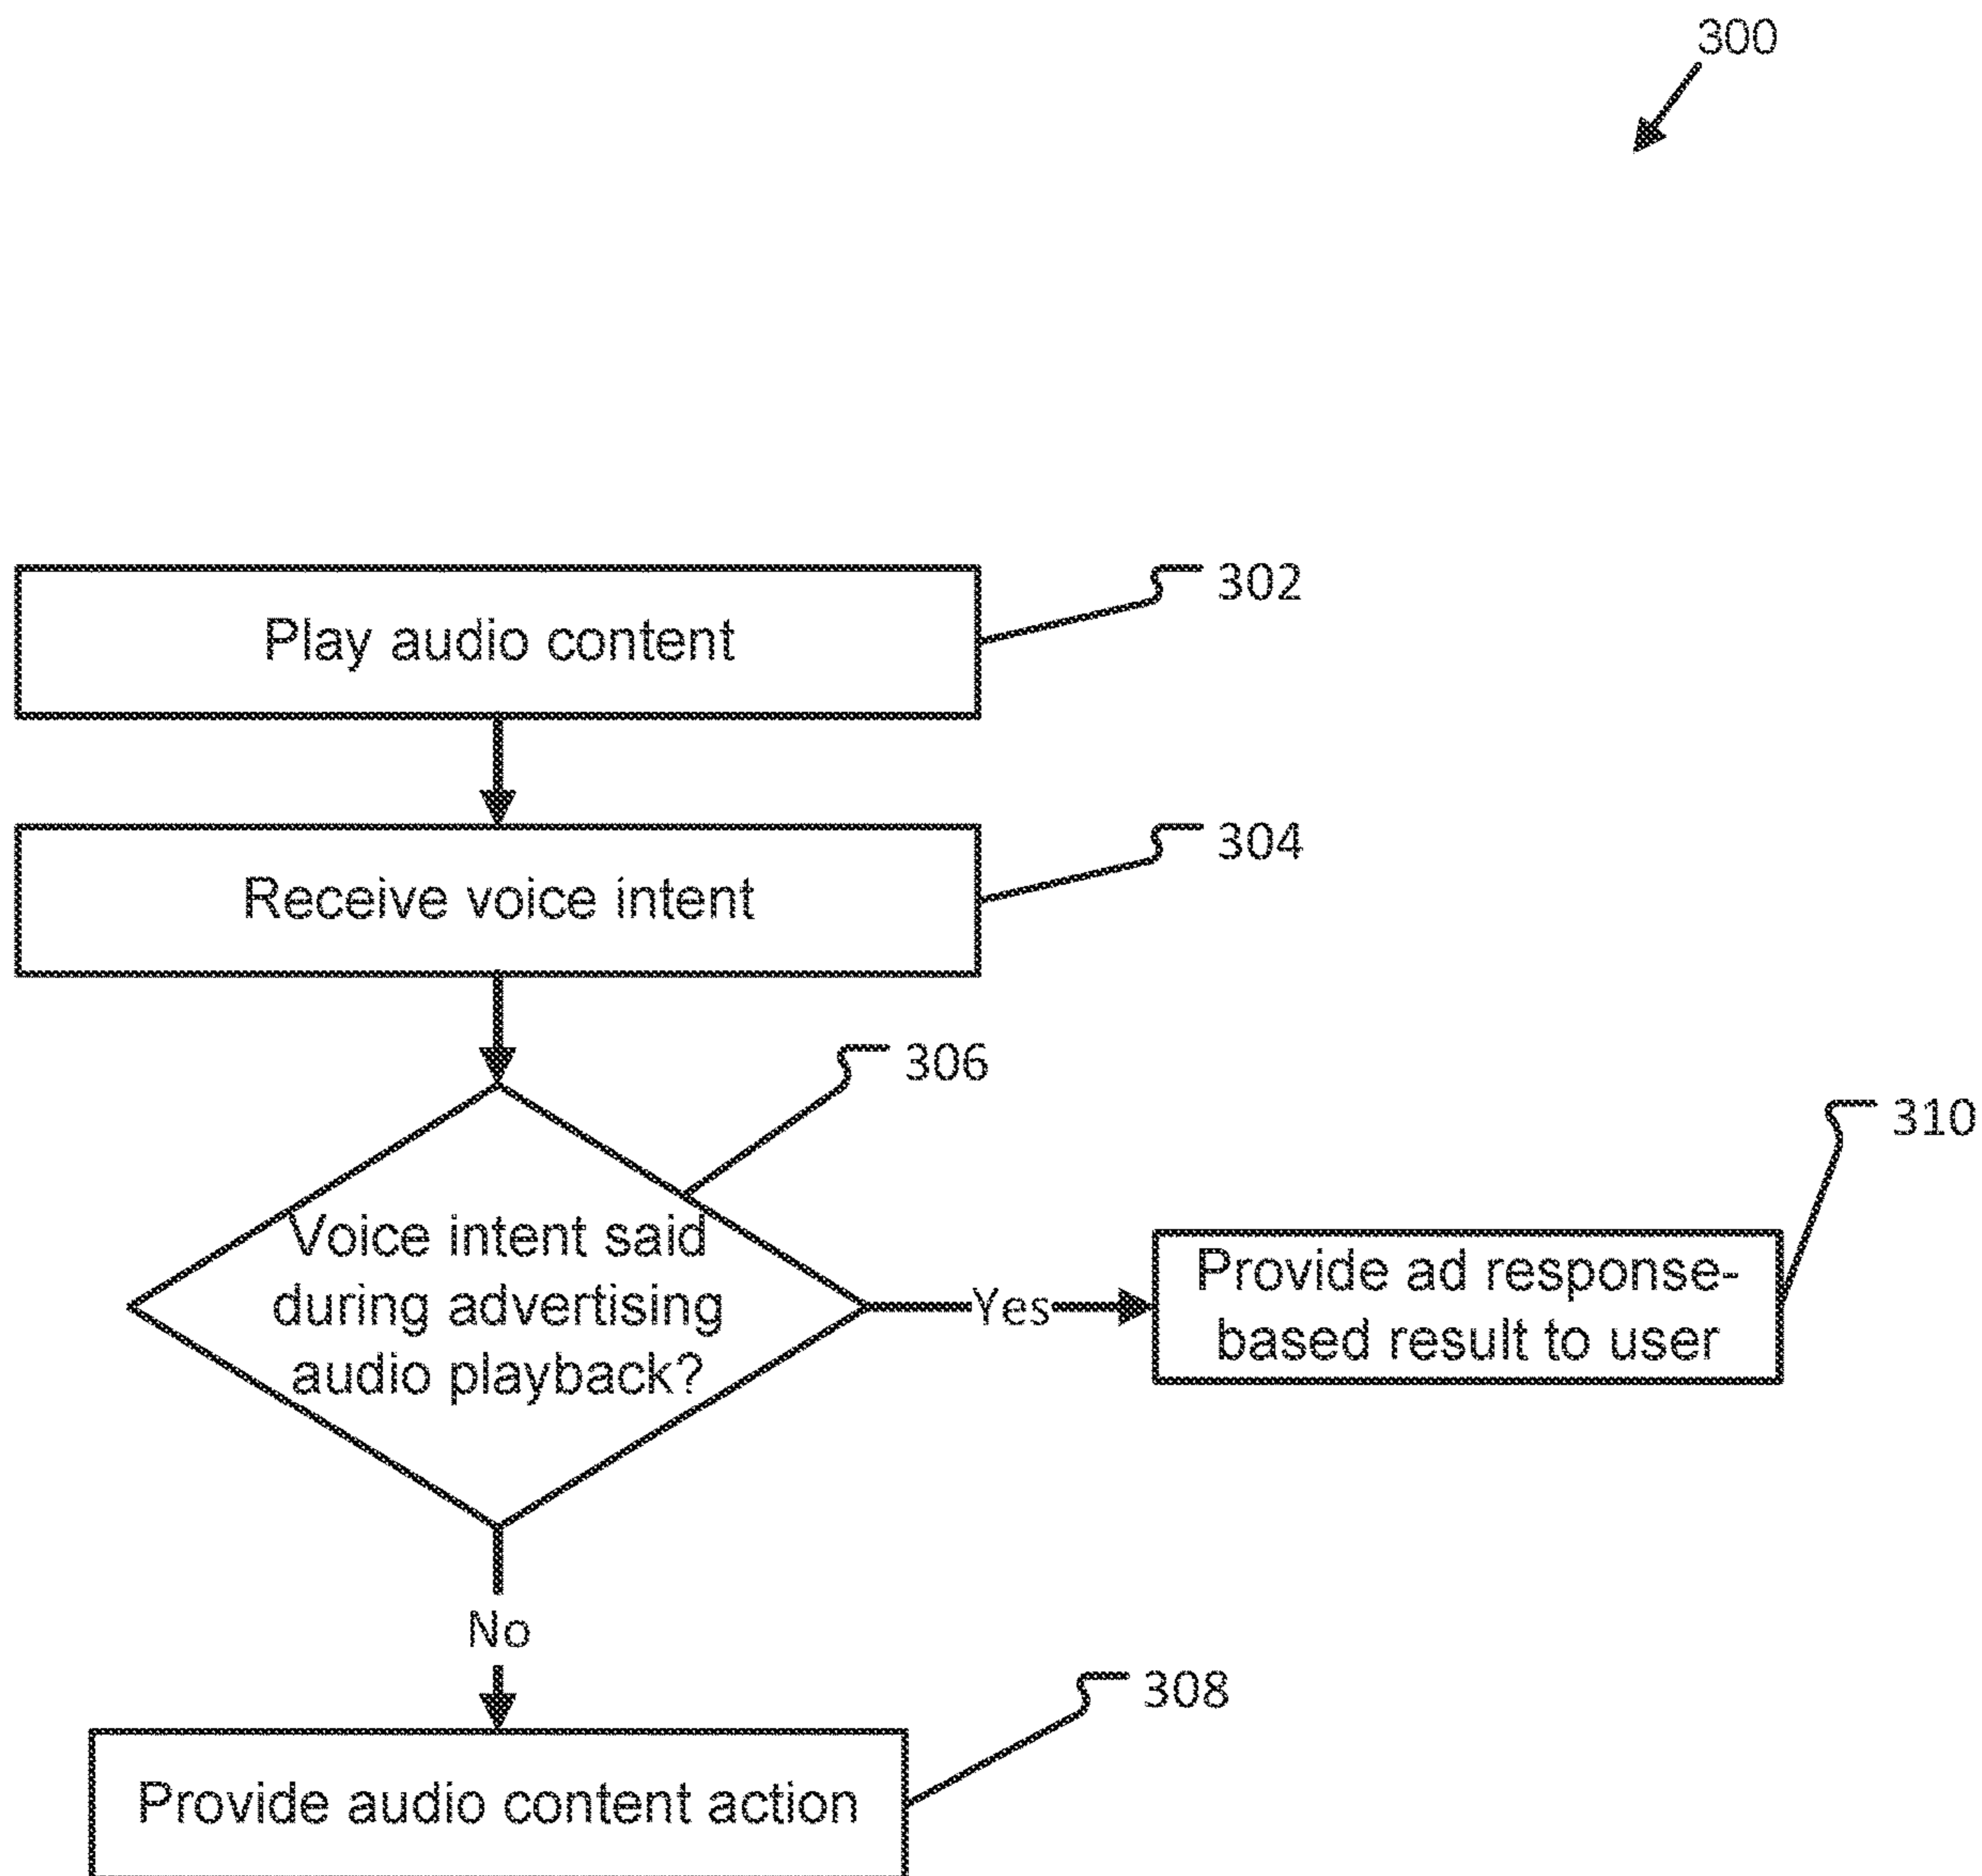 300
Play audio content
302
Receive voice intent
304
306
Voice intent said
during advertising
audio playback?
Yes
310
Provide ad response-
based result to user
No
308
Provide audio content action